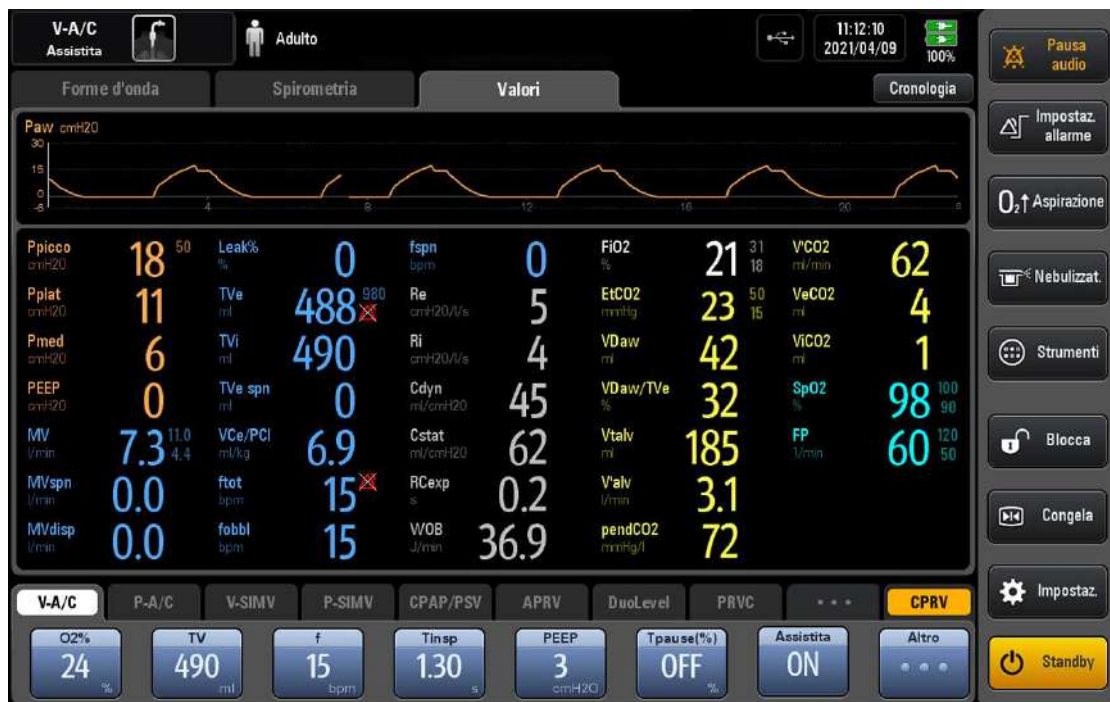 V-A/C
Assistita
Adulto
11:12:10
2021/04/09
100%
Pausa
audio
Forme d'onda
Spirometria
Valori
Cronologia
Impostaz.
allarme
Paw cmH2O
30
15
0
-8
4
8
12
16
20
s
O₂↑ Aspirazione
Ppicco 18 50
cmH2O
Pplat 11
cmH2O
Pmed 6
cmH2O
PEEP 0
cmH2O
MV 7.3 11.0
l/min 4.4
MVspn 0.0
l/min
MVdisp 0.0
l/min
Leak% 0
%
TVe 488 980
ml
TVi 490
ml
TVe spn 0
ml
VCe/PCI 6.9
ml/kg
ftot 15
bpm
fobbl 15
bpm
fspn 0
bpm
Re 5
cmH2O/l/s
Ri 4
cmH2O/l/s
Cdyn 45
ml/cmH2O
Cstat 62
ml/cmH2O
RCexp 0.2
s
WOB 36.9
J/min
FiO2 21 31
% 18
EtCO2 23 50
mmHg 15
VDaw 42
ml
VDaw/TVe 32
%
Vtalv 185
ml
V'alv 3.1
l/min
pendCO2 72
mmHg/l
V'CO2 62
ml/min
VeCO2 4
ml
ViCO2 1
ml
SpO2 98 100
% 90
FP 60 120
1/min 50
Nebulizzat.
Strumenti
Blocca
Congela
Impostaz.
Standby
V-A/C
P-A/C
V-SIMV
P-SIMV
CPAP/PSV
APRV
DuoLevel
PRVC
• • •
CPRV
O2%
24
%
TV
490
ml
f
15
bpm
Tinsp
1.30
s
PEEP
3
cmH2O
Tpause(%)
OFF
%
Assistita
ON
Altro
• • •